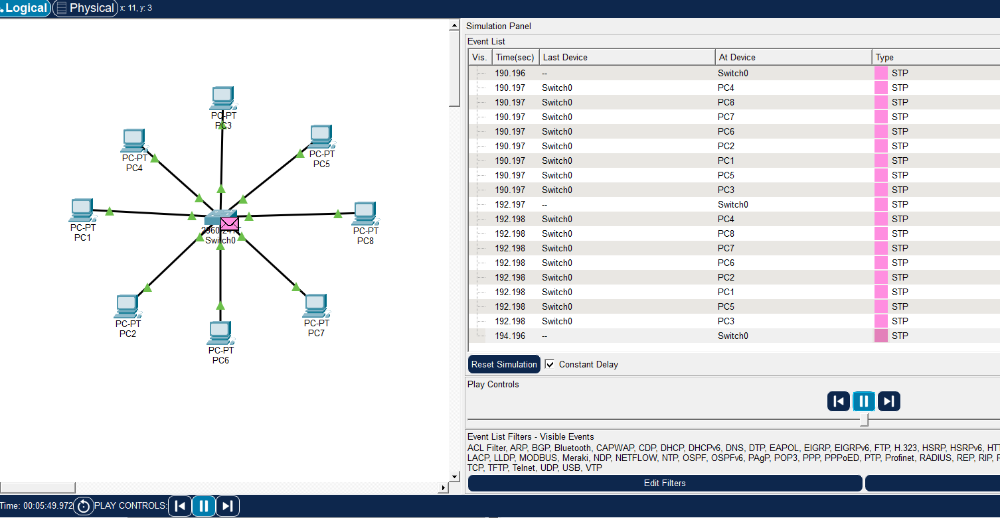 Logical Physical x: 11, y: 3
PC-PT
PC3
PC-PT
PC4
PC-PT
PC5
PC-PT
PC1
Switch0
PC-PT
PC8
PC-PT
PC2
PC-PT
PC7
PC-PT
PC6
Simulation Panel
Event List
Vis. Time(sec) Last Device At Device Type
190.196 -- Switch0 STP
190.197 Switch0 PC4 STP
190.197 Switch0 PC8 STP
190.197 Switch0 PC7 STP
190.197 Switch0 PC6 STP
190.197 Switch0 PC2 STP
190.197 Switch0 PC1 STP
190.197 Switch0 PC5 STP
190.197 Switch0 PC3 STP
192.197 -- Switch0 STP
192.198 Switch0 PC4 STP
192.198 Switch0 PC8 STP
192.198 Switch0 PC7 STP
192.198 Switch0 PC6 STP
192.198 Switch0 PC2 STP
192.198 Switch0 PC1 STP
192.198 Switch0 PC5 STP
192.198 Switch0 PC3 STP
194.196 -- Switch0 STP
Reset Simulation Constant Delay
Play Controls
Event List Filters - Visible Events
ACL Filter, ARP, BGP, Bluetooth, CAPWAP, CDP, DHCP, DHCPv6, DNS, DTP, EAPOL, EIGRP, EIGRPv6, FTP, H.323, HSRP, HSRPv6,
LACP, LLDP, MODBUS, Meraki, NDP, NETFLOW, NTP, OSPF, OSPFv6, PAgP, POP3, PPP, PPPoED, PTP, Profinet, RADIUS, REP, RIP,
TCP, TFTP, Telnet, UDP, USB, VTP
Edit Filters
Time: 00:05:49.972 PLAY CONTROLS: